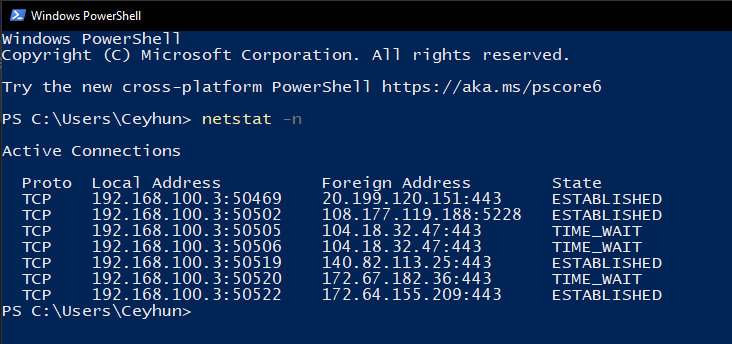 Windows PowerShell
Windows PowerShell
Copyright (C) Microsoft Corporation. All rights reserved.
Try the new cross-platform PowerShell https://aka.ms/pscore6
PS C:\Users\Ceyhun> netstat -n
Active Connections
Proto Local Address Foreign Address State
TCP 192.168.100.3:50469 20.199.120.151:443 ESTABLISHED
TCP 192.168.100.3:50502 108.177.119.188:5228 ESTABLISHED
TCP 192.168.100.3:50505 104.18.32.47:443 TIME_WAIT
TCP 192.168.100.3:50506 104.18.32.47:443 TIME_WAIT
TCP 192.168.100.3:50519 140.82.113.25:443 ESTABLISHED
TCP 192.168.100.3:50520 172.67.182.36:443 TIME_WAIT
TCP 192.168.100.3:50522 172.64.155.209:443 ESTABLISHED
PS C:\Users\Ceyhun>